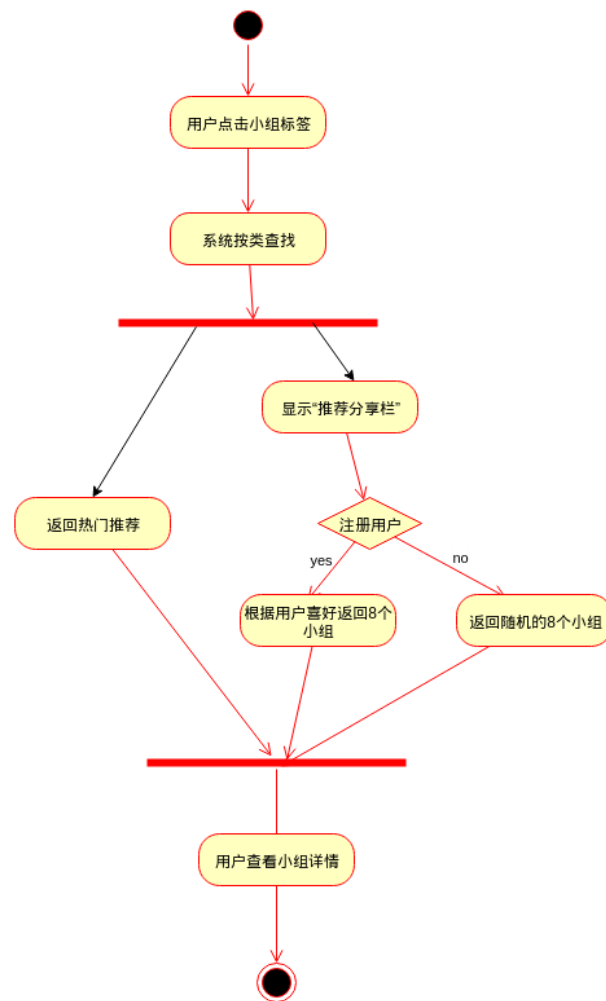 用户点击小组标签
系统按类查找
显示“推荐分享栏”
返回热门推荐
注册用户
yes
no
根据用户喜好返回8个
小组
返回随机的8个小组
用户查看小组详情